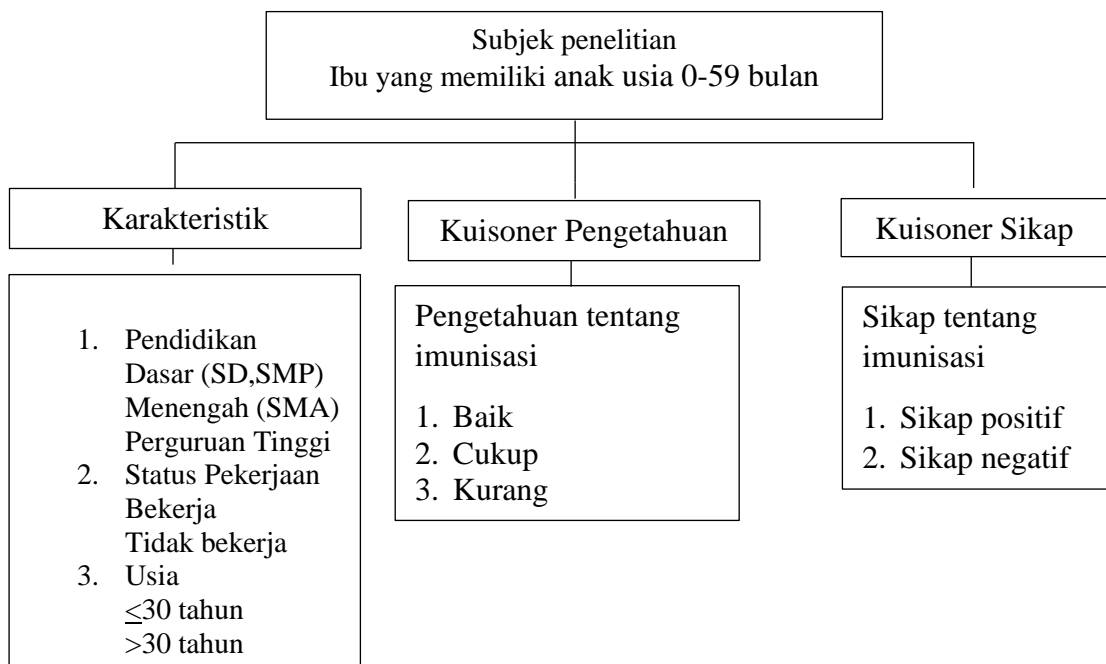 Subjek penelitian
Ibu yang memiliki anak usia 0-59 bulan
Karakteristik
Kuisoner Pengetahuan
Kuisoner Sikap
1. Pendidikan
Dasar (SD,SMP)
Menengah (SMA)
Perguruan Tinggi
2. Status Pekerjaan
Bekerja
Tidak bekerja
3. Usia
≤30 tahun
>30 tahun
Pengetahuan tentang
imunisasi
1. Baik
2. Cukup
3. Kurang
Sikap tentang
imunisasi
1. Sikap positif
2. Sikap negatif